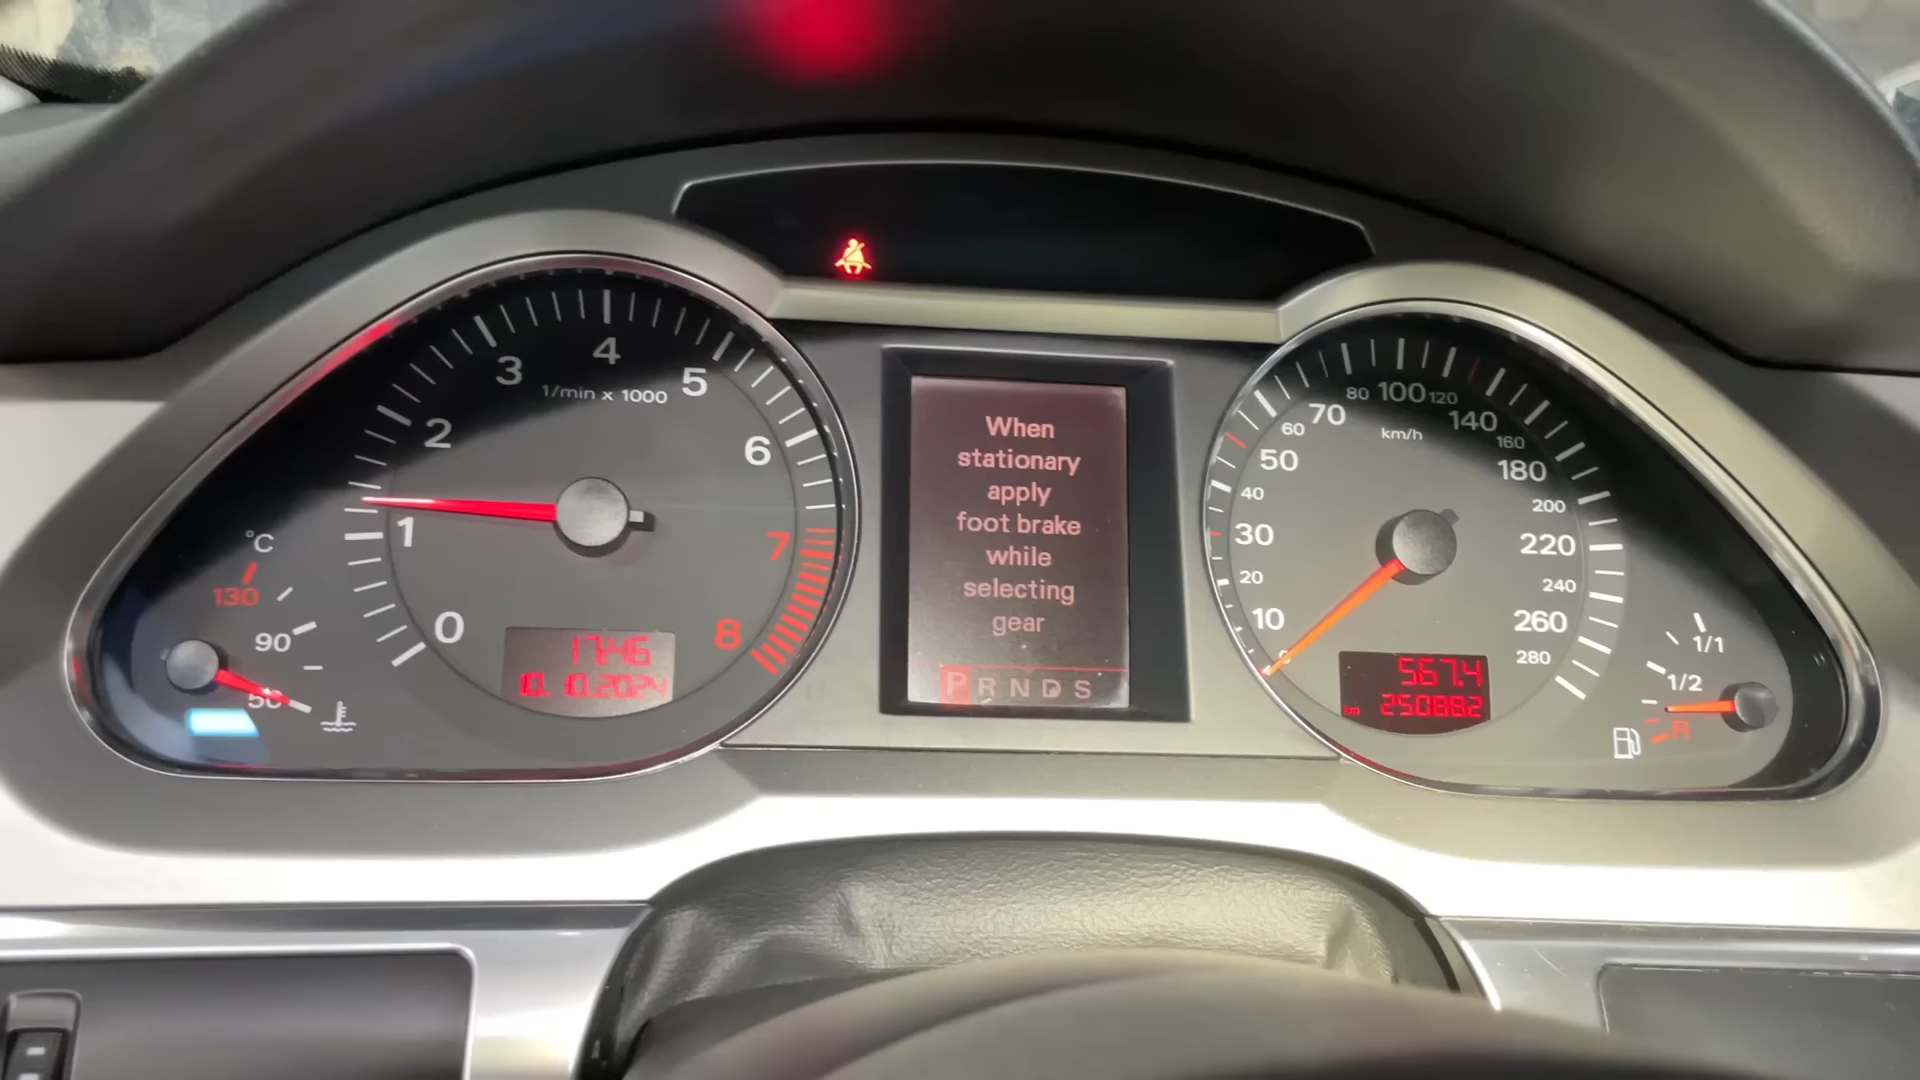 4
3
5
1/min x 1000
2
6
1
7
0
8
°C
130
90
50
17:46
10. 10.2024
When
stationary
apply
foot brake
while
selecting
gear
P R N D S
80 100 120
70
140
60
km/h
160
50
180
40
200
30
220
20
240
10
260
0
280
567.4
km 250882
1/1
1/2
R